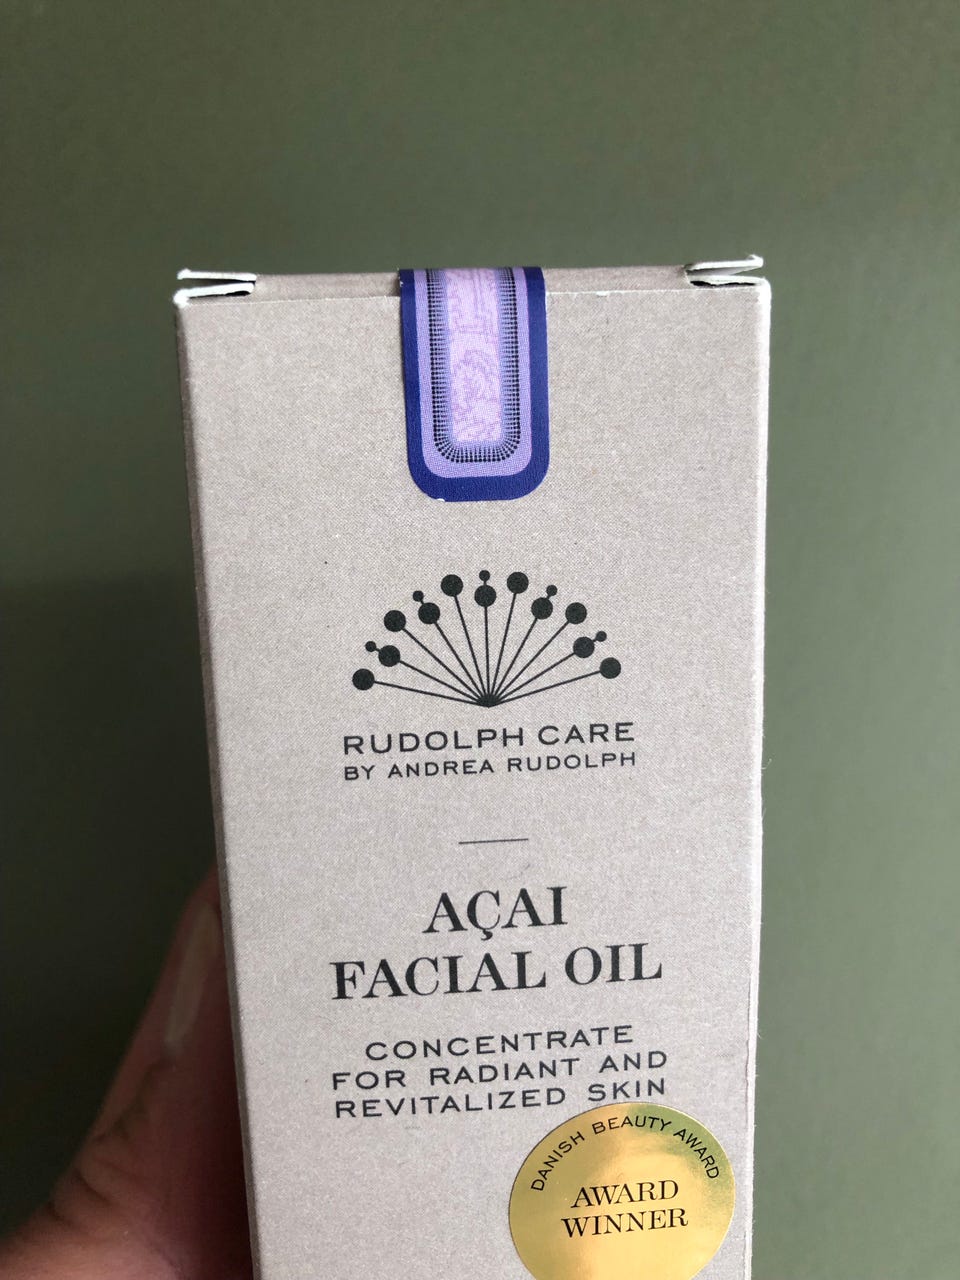 RUDOLPH CARE
BY ANDREA RUDOLPH
AÇAI
FACIAL OIL
CONCENTRATE
FOR RADIANT AND
REVITALIZED SKIN
DANISH BEAUTY AWARD
AWARD
WINNER